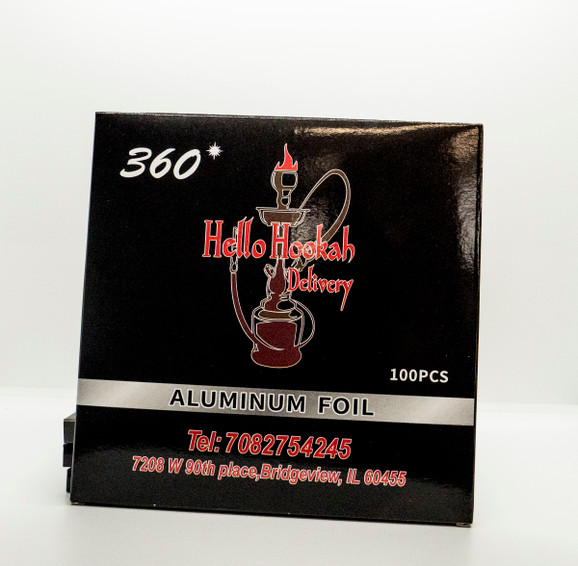 360°
Hello Hookah
Delivery
100PCS
ALUMINUM FOIL
Tel: 7082754245
7208 W 90th place,Bridgeview, IL 60455